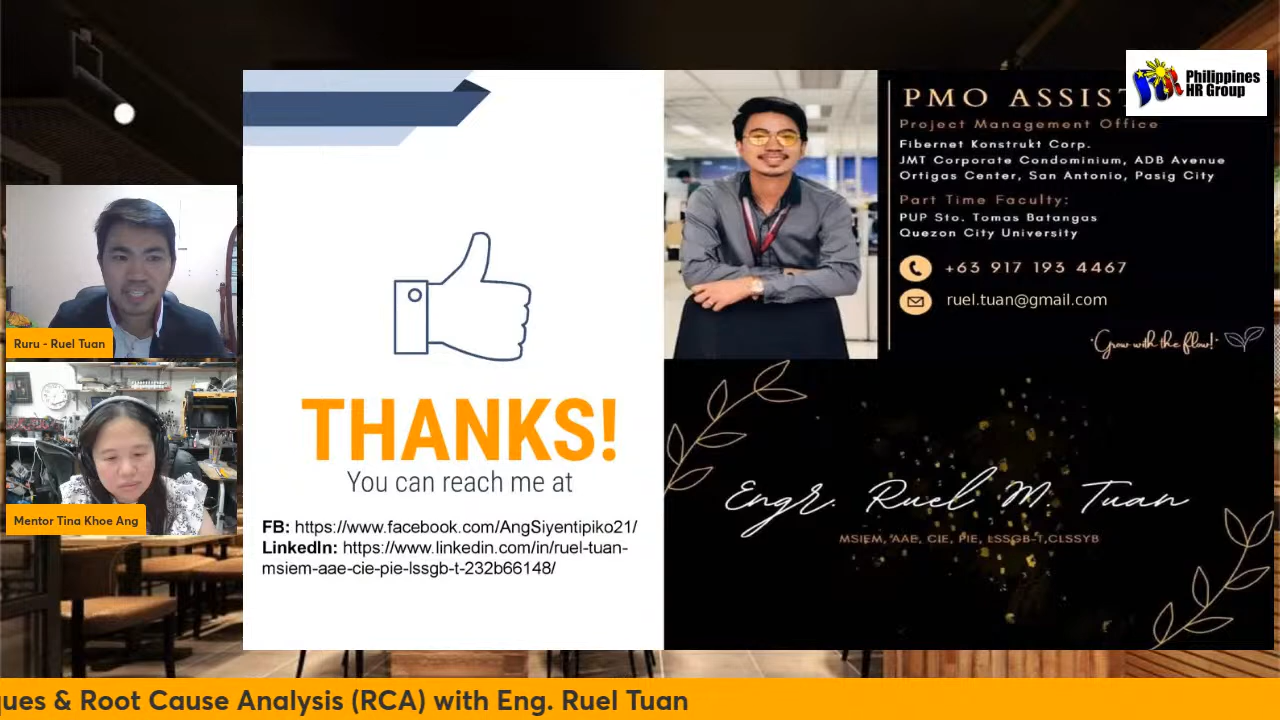 Philippines
HR Group
PMO ASSIST
Project Management Office
Fibernet Konstrukt Corp.
JMT Corporate Condominium, ADB Avenue
Ortigas Center, San Antonio, Pasig City
Part Time Faculty:
PUP Sto. Tomas Batangas
Quezon City University
+63 917 193 4467
ruel.tuan@gmail.com
"Grow with the flow!"
Ruru - Ruel Tuan
Mentor Tina Khoe Ang
THANKS!
You can reach me at
FB: https://www.facebook.com/AngSiyentipiko21/
LinkedIn: https://www.linkedin.com/in/ruel-tuan-
msiem-aae-cie-pie-lssgb-t-232b66148/
Engr. Ruel M. Tuan
MSIEM, AAE, CIE, PIE, LSSGB-T,CLSSYB
ques & Root Cause Analysis (RCA) with Eng. Ruel Tuan